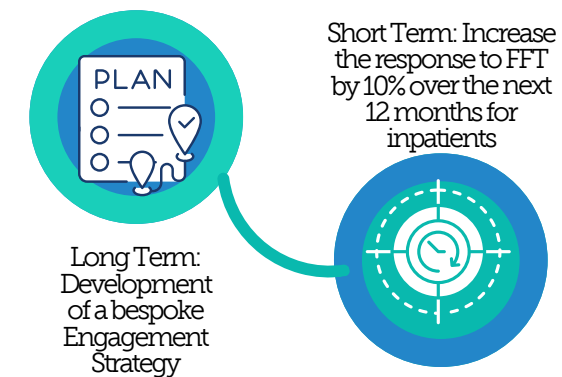 PLAN
Short Term: Increase
the response to FFT
by 10% over the next
12 months for
inpatients
Long Term:
Development
of a bespoke
Engagement
Strategy